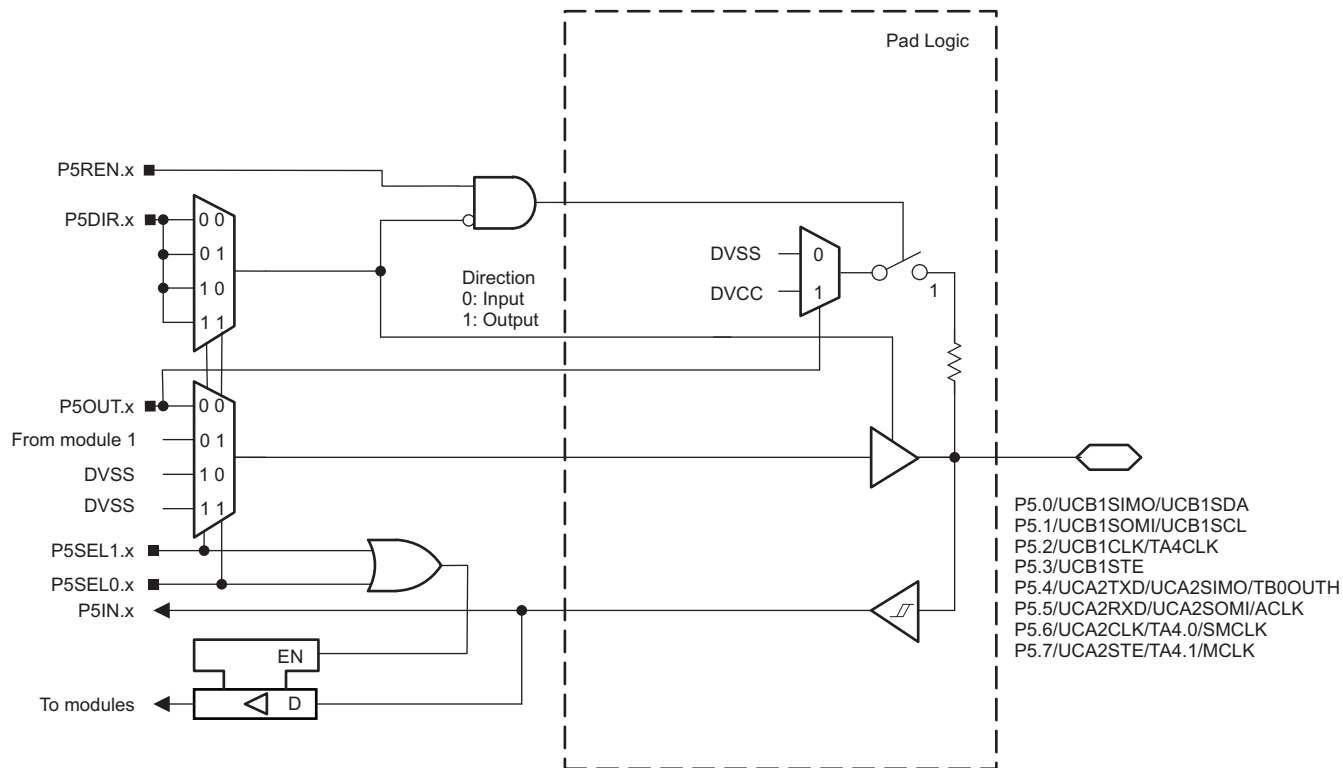 Pad Logic
P5REN.x
P5DIR.x
0 0
0 1
1 0
1 1
Direction
0: Input
1: Output
DVSS
0
DVCC
1
1
P5OUT.x
0 0
From module 1
0 1
DVSS
1 0
DVSS
1 1
P5SEL1.x
P5SEL0.x
P5IN.x
EN
To modules
D
P5.0/UCB1SIMO/UCB1SDA
P5.1/UCB1SOMI/UCB1SCL
P5.2/UCB1CLK/TA4CLK
P5.3/UCB1STE
P5.4/UCA2TXD/UCA2SIMO/TB0OUTH
P5.5/UCA2RXD/UCA2SOMI/ACLK
P5.6/UCA2CLK/TA4.0/SMCLK
P5.7/UCA2STE/TA4.1/MCLK